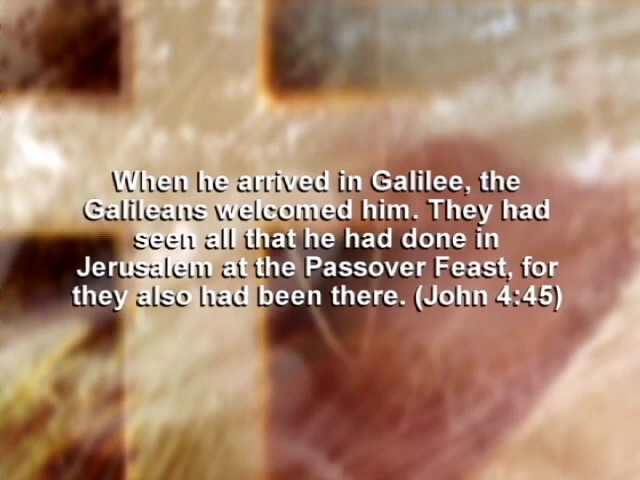 When he arrived in Galilee, the
Galileans welcomed him. They had
seen all that he had done in
Jerusalem at the Passover Feast, for
they also had been there. (John 4:45)